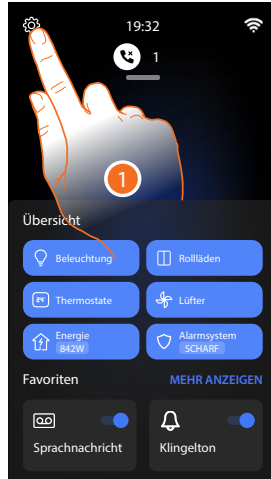 19:32
1
1
Übersicht
Beleuchtung Rollläden
Thermostate Lüfter
Energie Alarmsystem
842W SCHARF
Favoriten MEHR ANZEIGEN
Sprachnachricht Klingelton